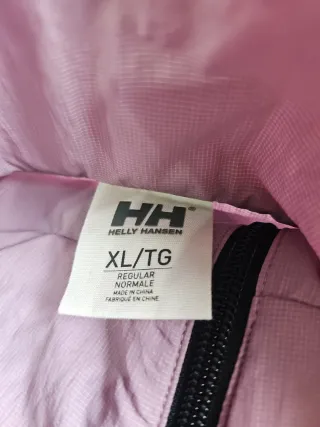 HH
HELLY HANSEN
XL/TG
REGULAR
NORMALE
MADE IN CHINA
FABRIQUÉ EN CHINE